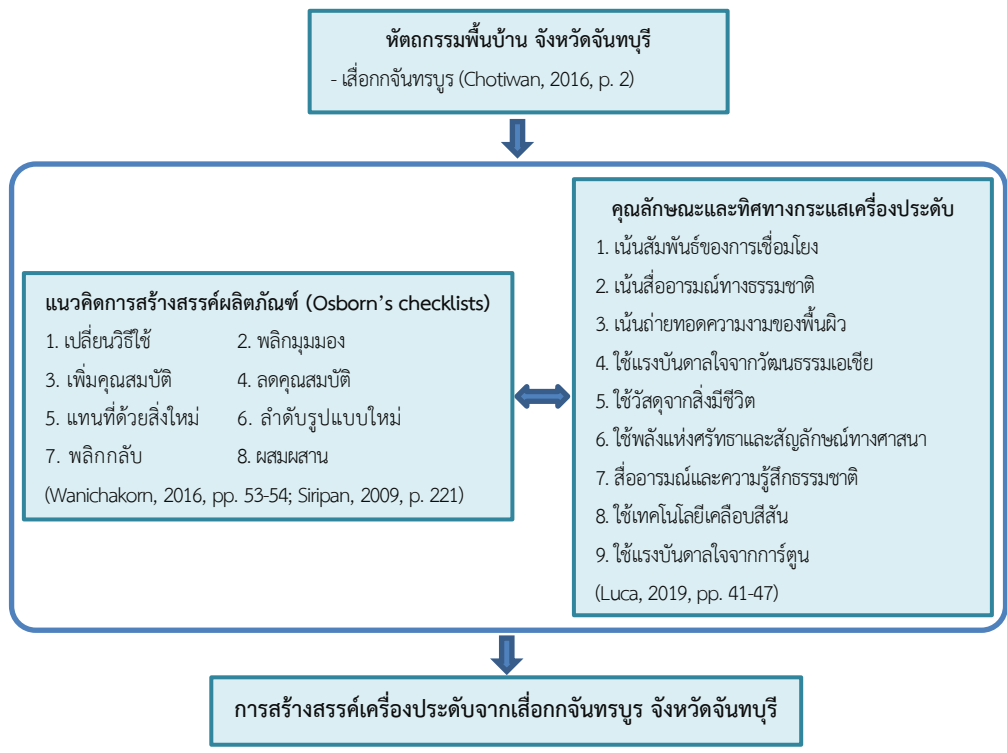 หัตถกรรมพื้นบ้าน จังหวัดจันทบุรี
- เสื่อกกจันทรบูร (Chotiwan, 2016, p. 2)
แนวคิดการสร้างสรรค์ผลิตภัณฑ์ (Osborn's checklists)
1. เปลี่ยนวิธีใช้ 2. พลิกมุมมอง
3. เพิ่มคุณสมบัติ 4. ลดคุณสมบัติ
5. แทนที่ด้วยสิ่งใหม่ 6. ลำดับรูปแบบใหม่
7. พลิกกลับ 8. ผสมผสาน
(Wanichakorn, 2016, pp. 53-54; Siripan, 2009, p. 221)
คุณลักษณะและทิศทางกระแสเครื่องประดับ
1. เน้นสัมพันธ์ของการเชื่อมโยง
2. เน้นสื่ออารมณ์ทางธรรมชาติ
3. เน้นถ่ายทอดความงามของพื้นผิว
4. ใช้แรงบันดาลใจจากวัฒนธรรมเอเชีย
5. ใช้วัสดุจากสิ่งมีชีวิต
6. ใช้พลังแห่งศรัทธาและสัญลักษณ์ทางศาสนา
7. สื่ออารมณ์และความรู้สึกธรรมชาติ
8. ใช้เทคโนโลยีเคลือบสีสัน
9. ใช้แรงบันดาลใจจากการ์ตูน
(Luca, 2019, pp. 41-47)
การสร้างสรรค์เครื่องประดับจากเสื่อกกจันทรบูร จังหวัดจันทบุรี